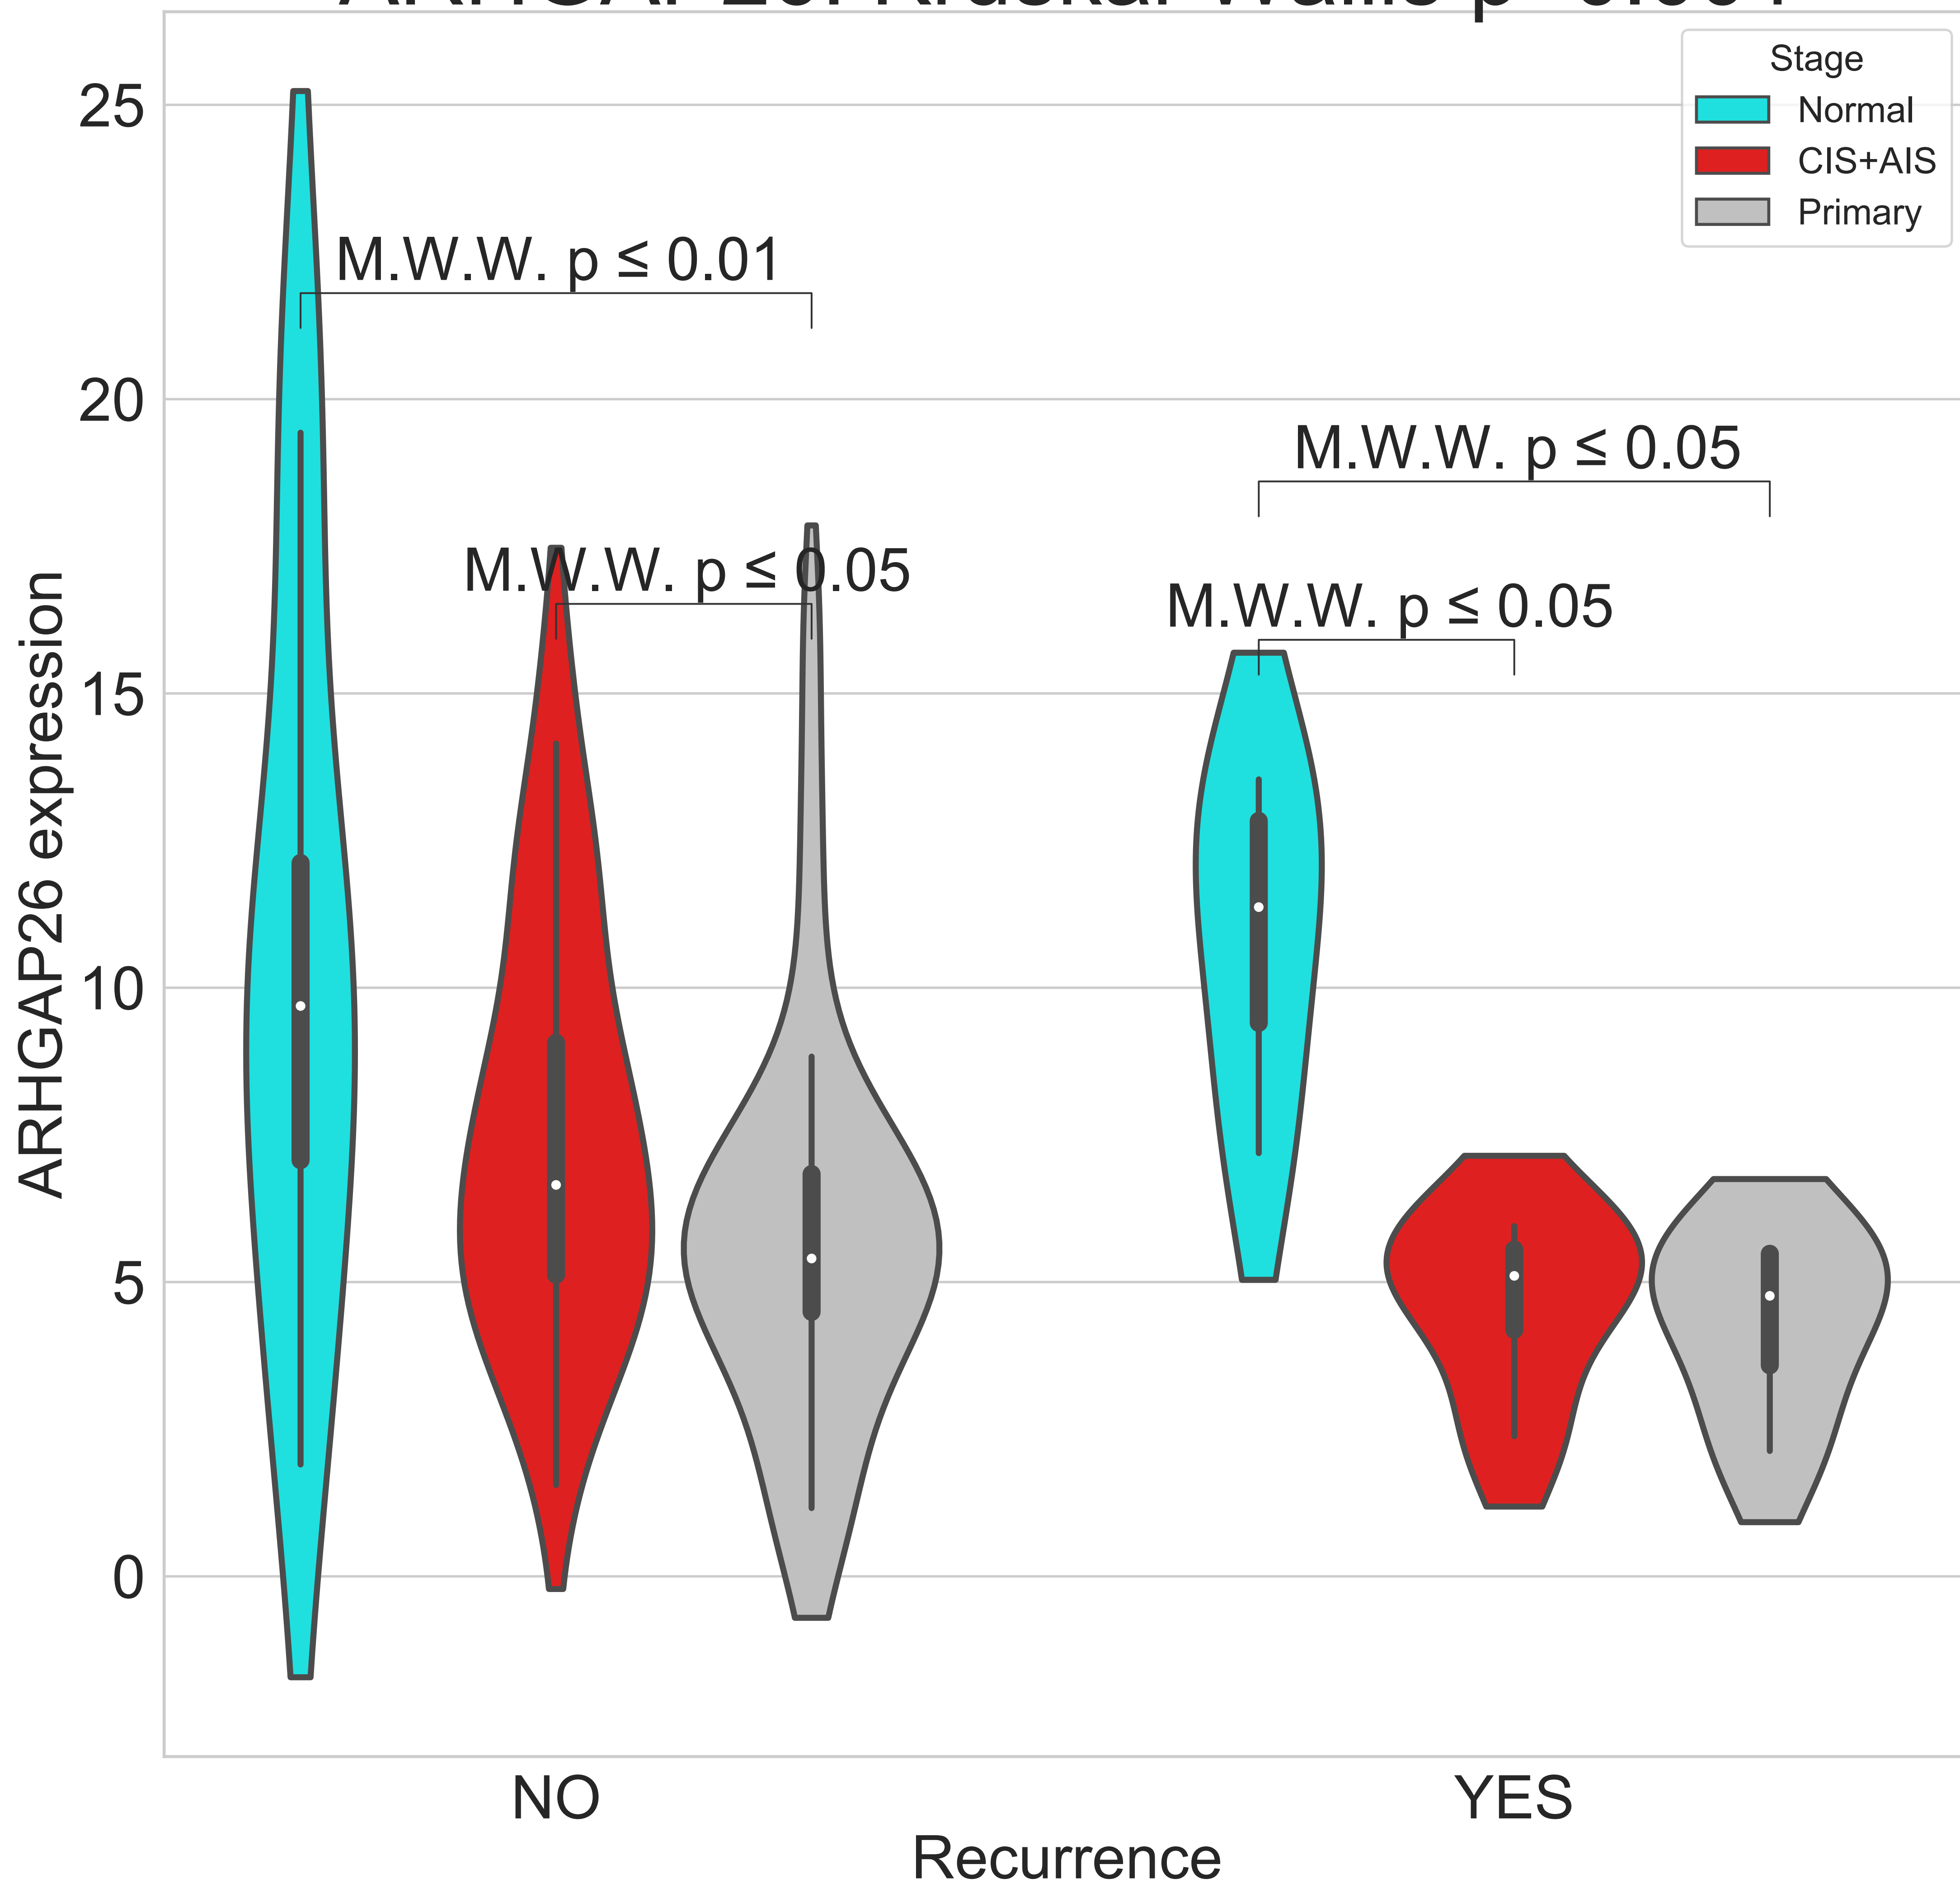 Stage
Normal
CIS+AIS
Primary
25
20
15
10
5
0
ARHGAP26 expression
M.W.W. p ≤ 0.01
M.W.W. p ≤ 0.05
M.W.W. p ≤ 0.05
M.W.W. p ≤ 0.05
NO
YES
Recurrence